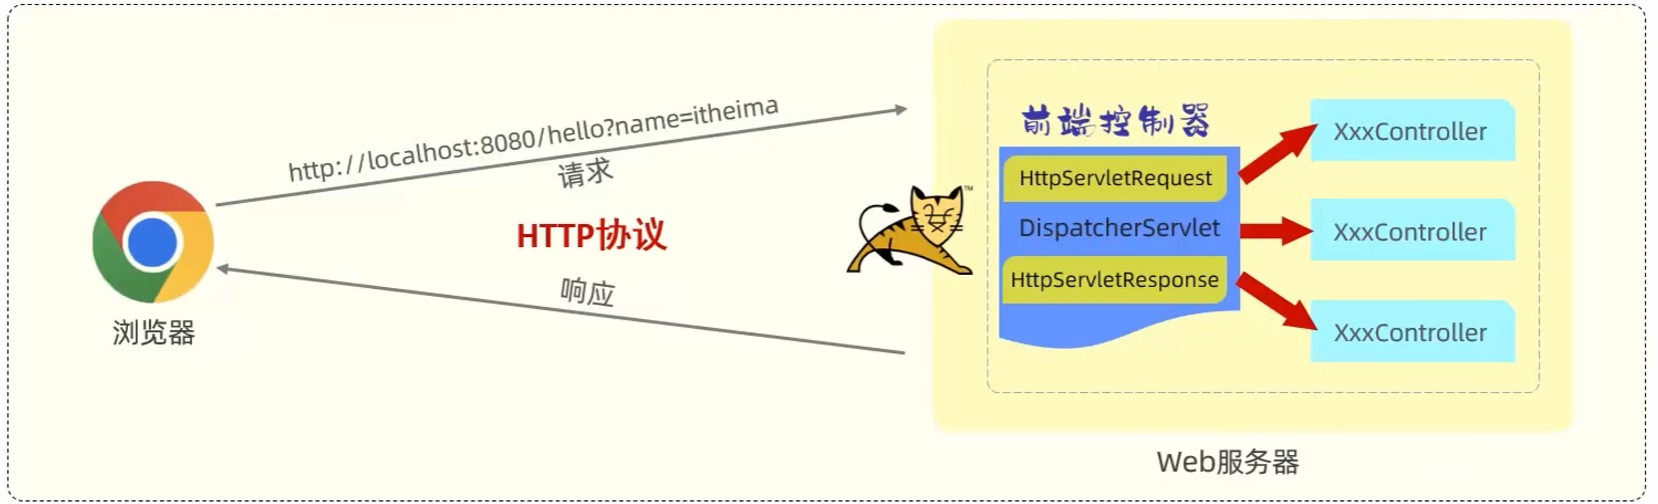 http://localhost:8080/hello?name=itheima
请求
HTTP协议
响应
浏览器
前端控制器
HttpServletRequest
DispatcherServlet
HttpServletResponse
XxxController
XxxController
XxxController
Web服务器
TM